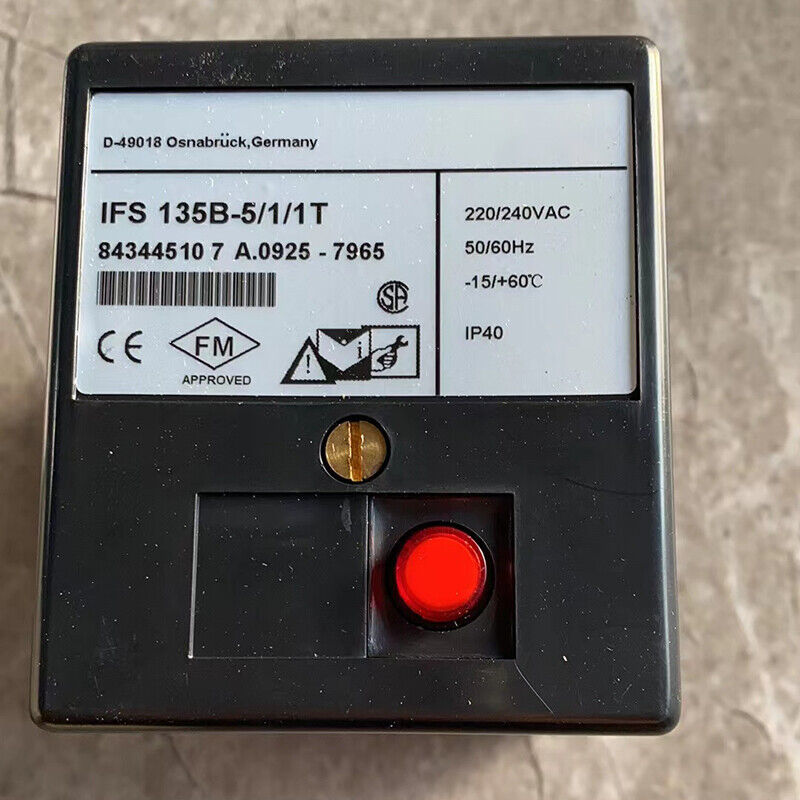 D-49018 Osnabrück,Germany
IFS 135B-5/1/1T
84344510 7 A.0925 - 7965
SA
CE
FM
APPROVED
! i
220/240VAC
50/60Hz
-15/+60℃
IP40